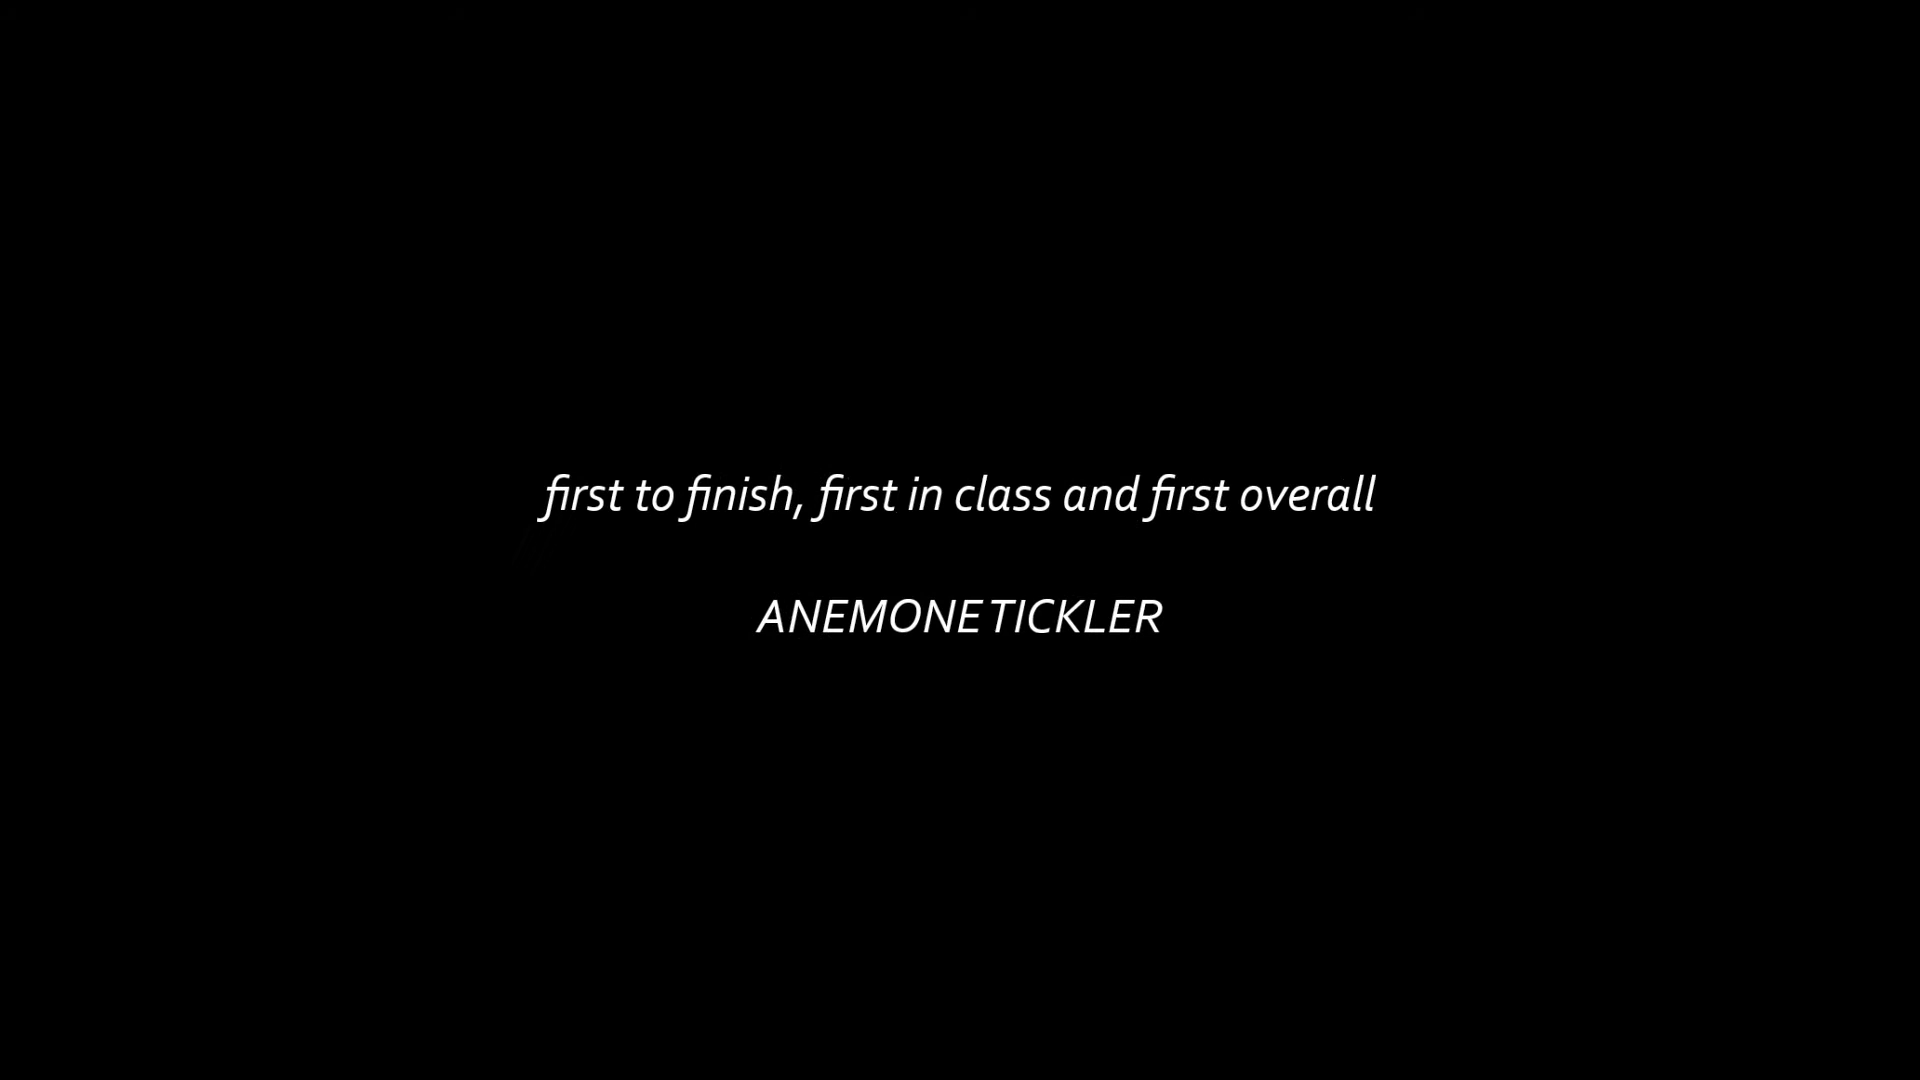 first to finish, first in class and first overall
ANEMONE TICKLER